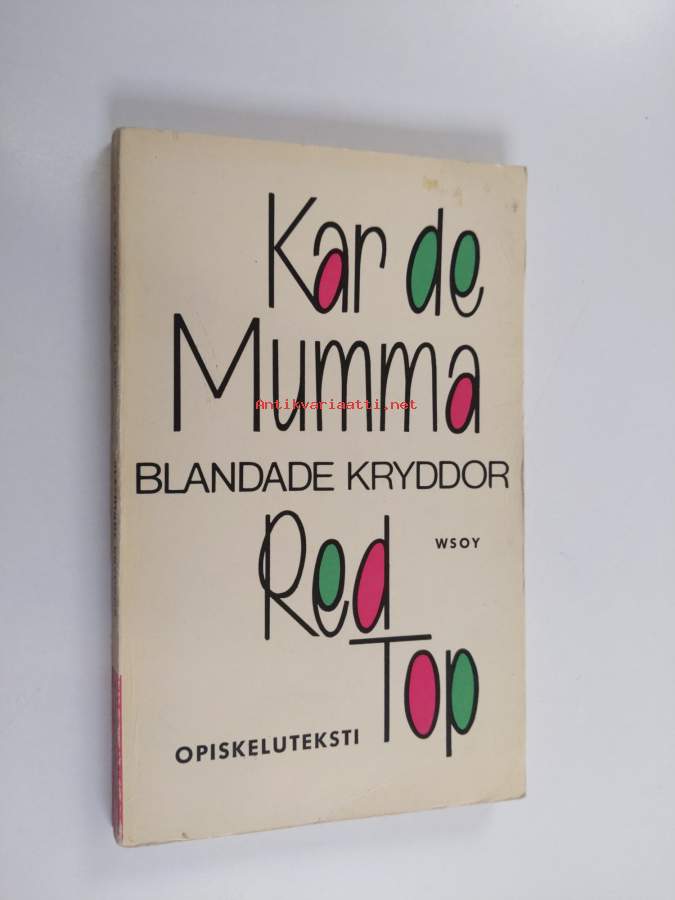 Kar de
Mumma
Antikvariaatti.net
BLANDADE KRYDDOR
Red
WSOY
Top
OPISKELUTEKSTI